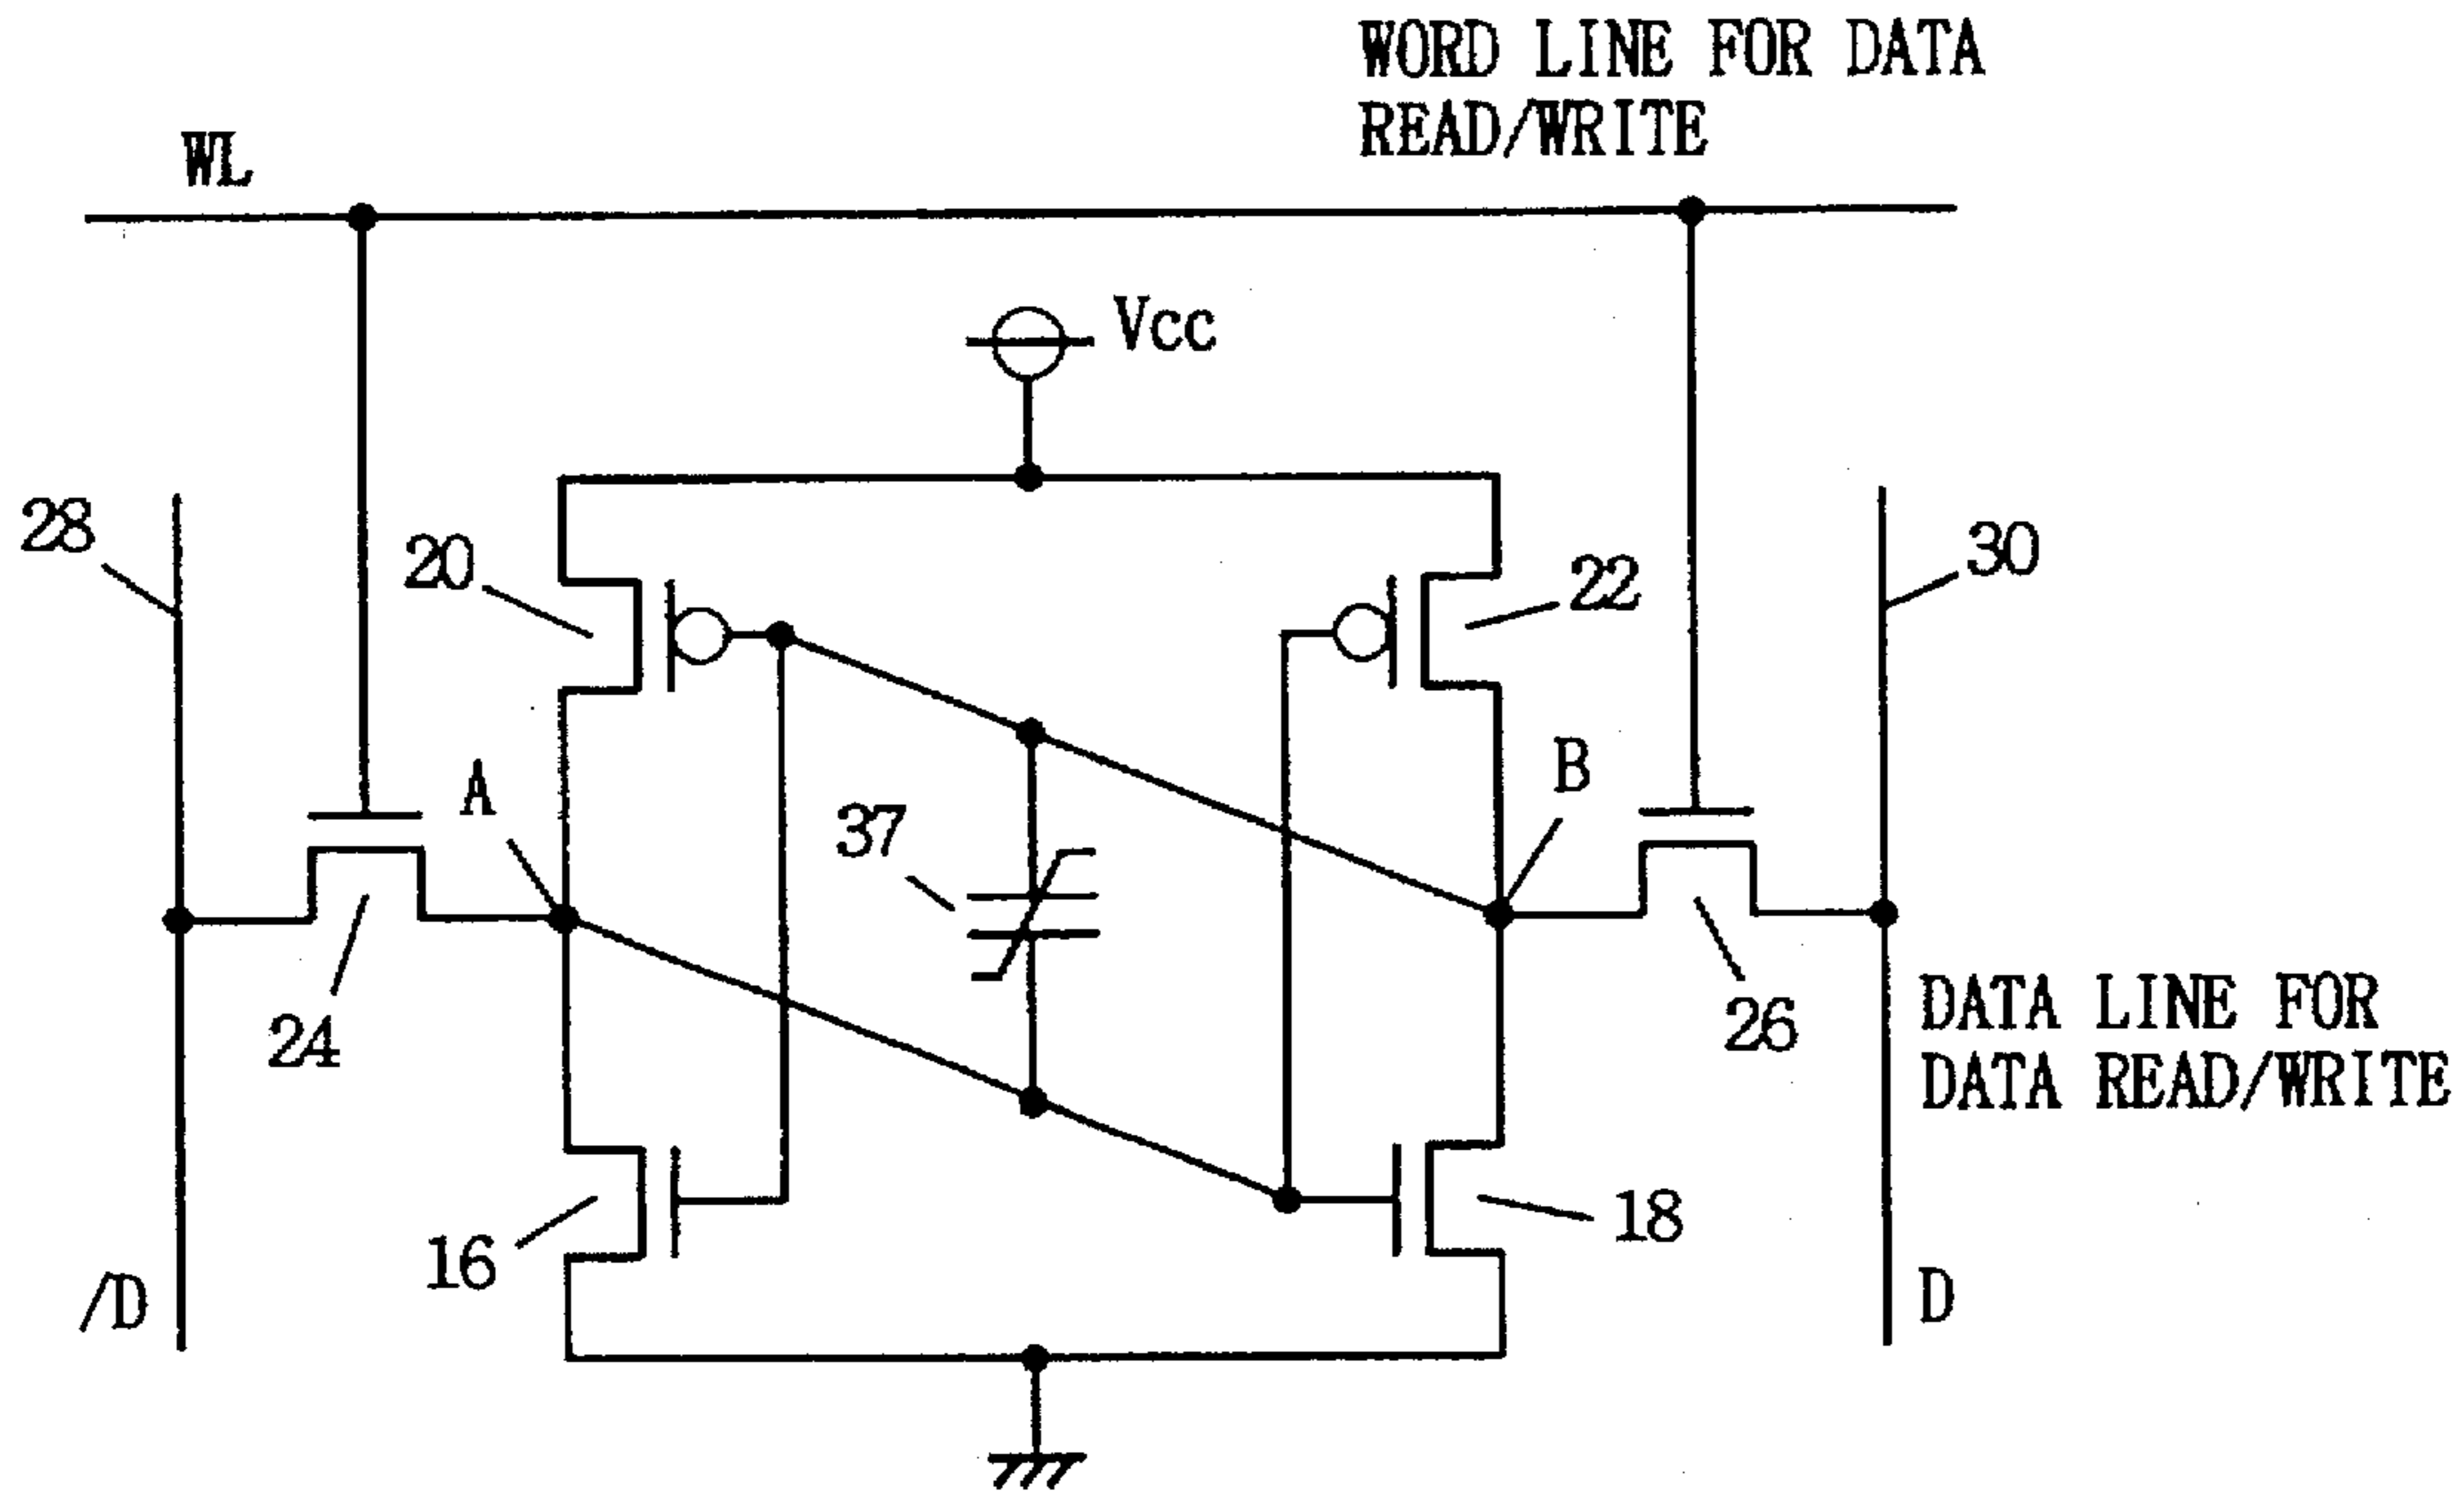 WORD LINE FOR DATA
READ/WRITE
WL
Vcc
28
20
22
30
A
B
37
24
26
DATA LINE FOR
DATA READ/WRITE
16
18
/D
D